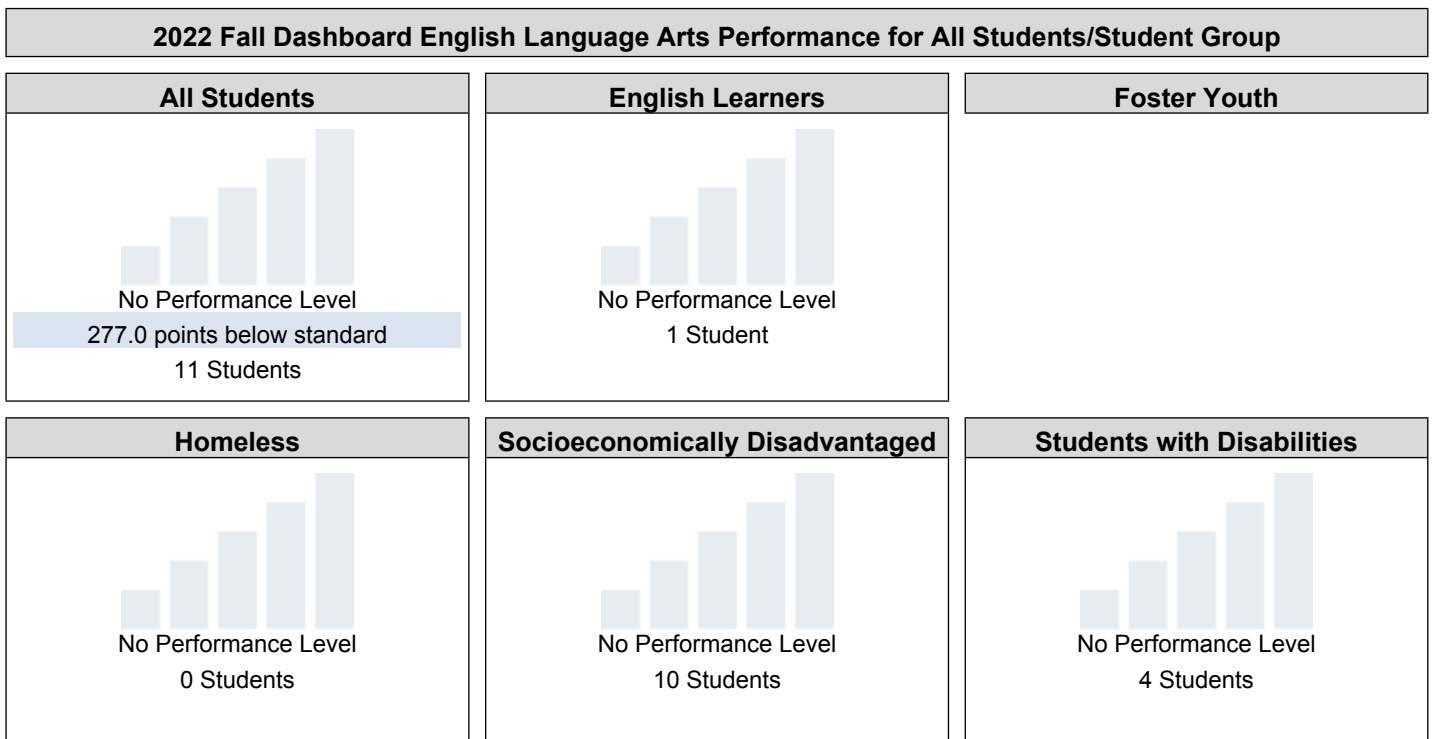 2022 Fall Dashboard English Language Arts Performance for All Students/Student Group
All Students
No Performance Level
277.0 points below standard
11 Students
English Learners
No Performance Level
1 Student
Foster Youth
Homeless
No Performance Level
0 Students
Socioeconomically Disadvantaged
No Performance Level
10 Students
Students with Disabilities
No Performance Level
4 Students